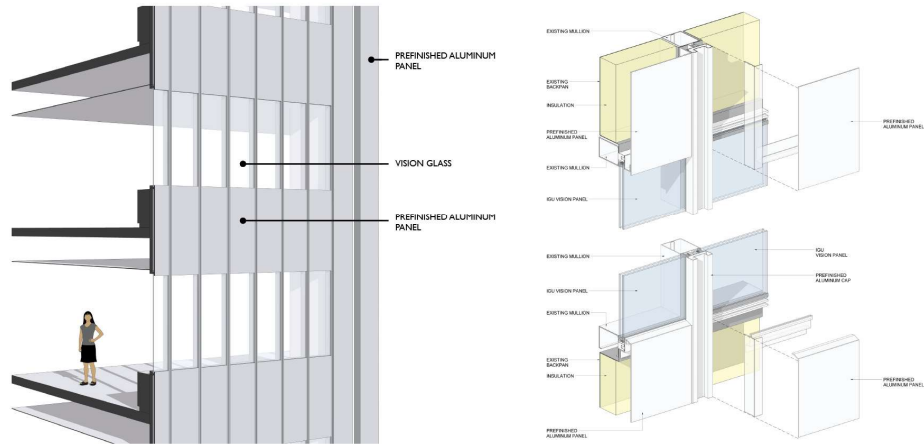 PREFINISHED ALUMINUM
PANEL
VISION GLASS
PREFINISHED ALUMINUM
PANEL
EXISTING MULLION
EXISTING
BACKPAN
INSULATION
PREFINISHED
ALUMINUM PANEL
EXISTING MULLION
IGU VISION PANEL
PREFINISHED
ALUMINUM PANEL
EXISTING MULLION
IGU VISION PANEL
EXISTING MULLION
EXISTING
BACKPAN
INSULATION
PREFINISHED
ALUMINUM PANEL
IGU
VISION PANEL
PREFINISHED
ALUMINUM CAP
PREFINISHED
ALUMINUM PANEL